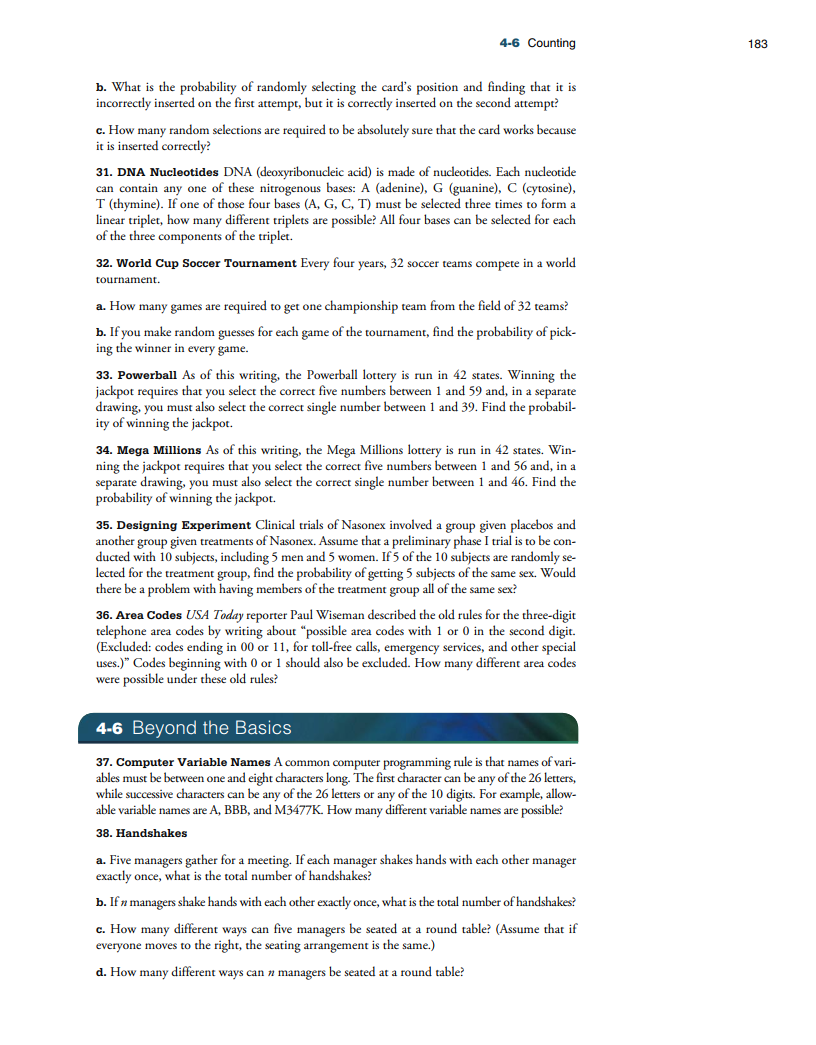 4-6 Counting 183
b. What is the probability of randomly selecting the card's position and finding that it is
incorrectly inserted on the first attempt, but it is correctly inserted on the second attempt?
c. How many random selections are required to be absolutely sure that the card works because
it is inserted correctly?
31. DNA Nucleotides DNA (deoxyribonucleic acid) is made of nucleotides. Each nucleotide
can contain any one of these nitrogenous bases: A (adenine), G (guanine), C (cytosine),
T (thymine). If one of those four bases (A, G, C, T) must be selected three times to form a
linear triplet, how many different triplets are possible? All four bases can be selected for each
of the three components of the triplet.
32. World Cup Soccer Tournament Every four years, 32 soccer teams compete in a world
tournament.
a. How many games are required to get one championship team from the field of 32 teams?
b. If you make random guesses for each game of the tournament, find the probability of pick-
ing the winner in every game.
33. Powerball As of this writing, the Powerball lottery is run in 42 states. Winning the
jackpot requires that you select the correct five numbers between 1 and 59 and, in a separate
drawing, you must also select the correct single number between 1 and 39. Find the probabil-
ity of winning the jackpot.
34. Mega Millions As of this writing, the Mega Millions lottery is run in 42 states. Win-
ning the jackpot requires that you select the correct five numbers between 1 and 56 and, in a
separate drawing, you must also select the correct single number between 1 and 46. Find the
probability of winning the jackpot.
35. Designing Experiment Clinical trials of Nasonex involved a group given placebos and
another group given treatments of Nasonex. Assume that a preliminary phase I trial is to be con-
ducted with 10 subjects, including 5 men and 5 women. If 5 of the 10 subjects are randomly se-
lected for the treatment group, find the probability of getting 5 subjects of the same sex. Would
there be a problem with having members of the treatment group all of the same sex?
36. Area Codes USA Today reporter Paul Wiseman described the old rules for the three-digit
telephone area codes by writing about "possible area codes with 1 or 0 in the second digit.
(Excluded: codes ending in 00 or 11, for toll-free calls, emergency services, and other special
uses.)" Codes beginning with 0 or 1 should also be excluded. How many different area codes
were possible under these old rules?
4-6 Beyond the Basics
37. Computer Variable Names A common computer programming rule is that names of vari-
ables must be between one and eight characters long. The first character can be any of the 26 letters,
while successive characters can be any of the 26 letters or any of the 10 digits. For example, allow-
able variable names are A, BBB, and M3477K. How many different variable names are possible?
38. Handshakes
a. Five managers gather for a meeting. If each manager shakes hands with each other manager
exactly once, what is the total number of handshakes?
b. If n managers shake hands with each other exactly once, what is the total number of handshakes?
c. How many different ways can five managers be seated at a round table? (Assume that if
everyone moves to the right, the seating arrangement is the same.)
d. How many different ways can n managers be seated at a round table?